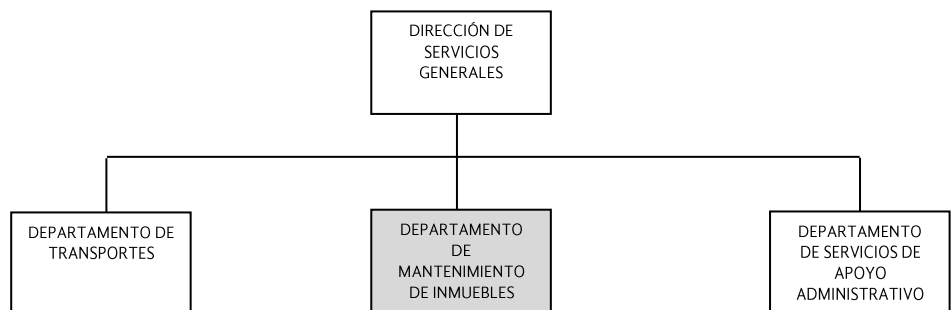 DIRECCIÓN DE
SERVICIOS
GENERALES
DEPARTAMENTO DE
TRANSPORTES
DEPARTAMENTO
DE
MANTENIMIENTO
DE INMUEBLES
DEPARTAMENTO
DE SERVICIOS DE
APOYO
ADMINISTRATIVO